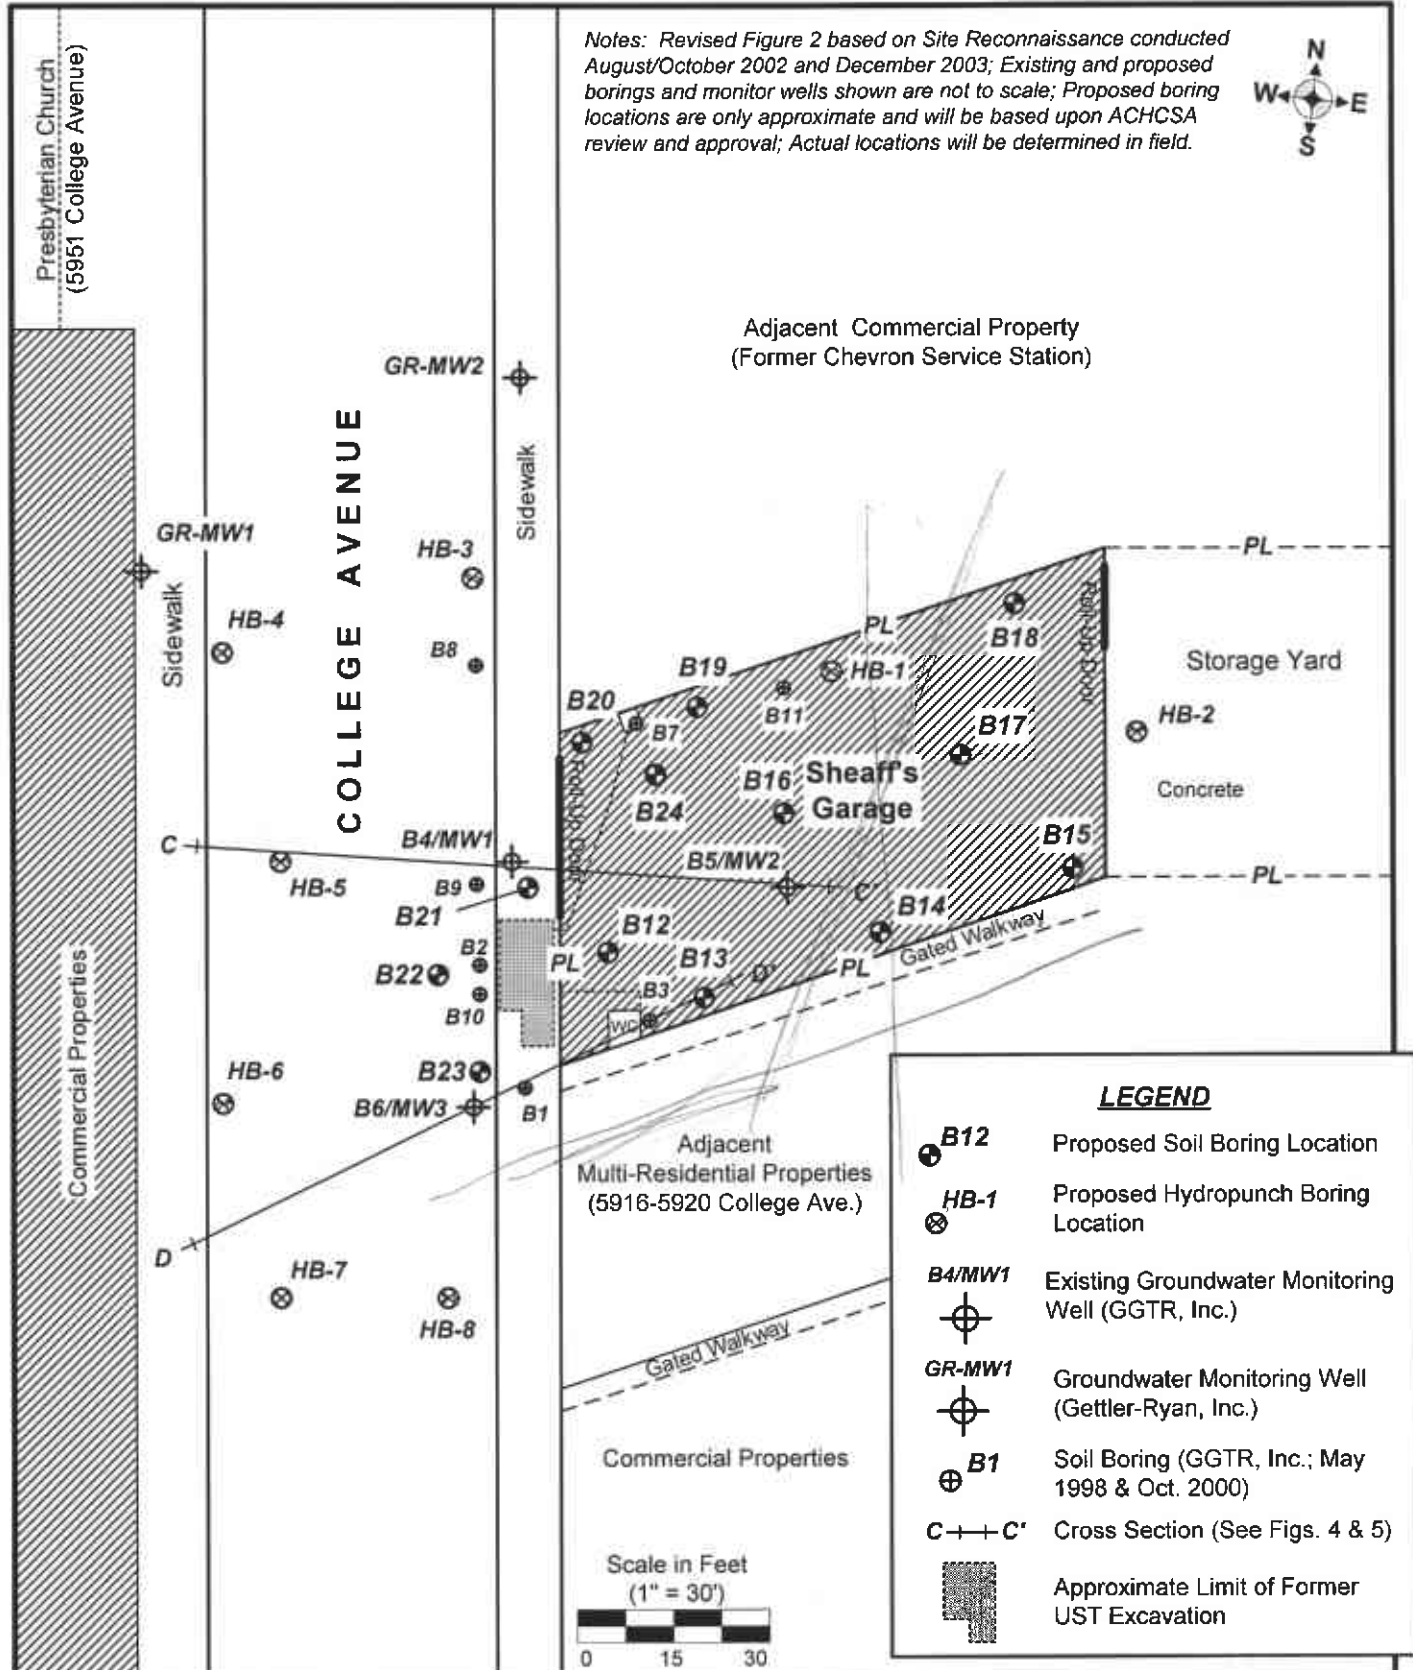 Notes: Revised Figure 2 based on Site Reconnaissance conducted
August/October 2002 and December 2003; Existing and proposed
borings and monitor wells shown are not to scale; Proposed boring
locations are only approximate and will be based upon ACHCSA
review and approval; Actual locations will be determined in field.
N
W
E
S
Presbyterian Church
(5951 College Avenue)
Adjacent Commercial Property
(Former Chevron Service Station)
GR-MW2
COLLEGE AVENUE
Sidewalk
GR-MW1
HB-3
Sidewalk
HB-4
B8
PL
PL
B18
Roll-Up Door
Storage Yard
B19
HB-1
B20
B7
B11
HB-2
B17
B24
B16
Sheaff's
Garage
Roll-Up Door
Concrete
C
B4/MW1
B5/MW2
C'
B15
HB-5
B9
PL
B21
B14
B12
Gated Walkway
B2
PL
B13
D'
PL
B22
B3
B10
WC
Commercial Properties
HB-6
B23
B6/MW3
B1
Adjacent
Multi-Residential Properties
(5916-5920 College Ave.)
D
HB-7
HB-8
Gated Walkway
Commercial Properties
Scale in Feet
(1" = 30')
0 15 30
LEGEND
B12 Proposed Soil Boring Location
HB-1 Proposed Hydropunch Boring
Location
B4/MW1 Existing Groundwater Monitoring
Well (GGTR, Inc.)
GR-MW1 Groundwater Monitoring Well
(Gettler-Ryan, Inc.)
B1 Soil Boring (GGTR, Inc.; May
1998 & Oct. 2000)
C C' Cross Section (See Figs. 4 & 5)
Approximate Limit of Former
UST Excavation